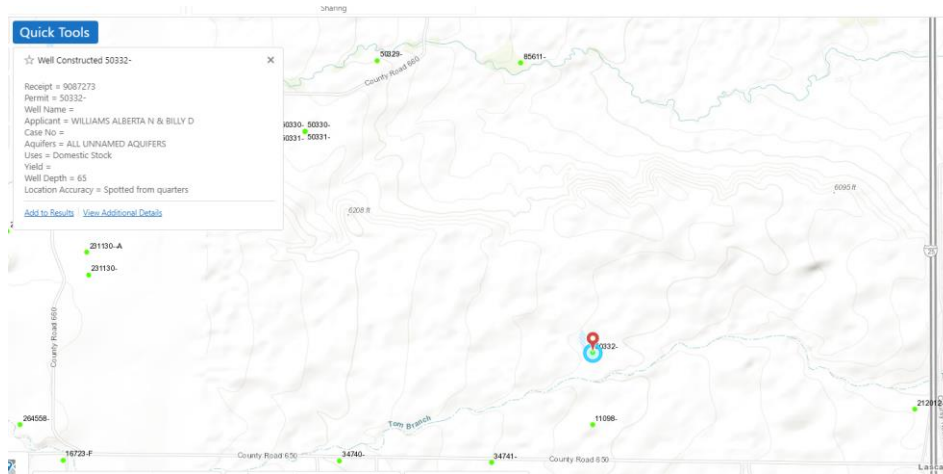 Sharing
Quick Tools
Well Constructed 50332-
Receipt = 9087273
Permit = 50332-
Well Name =
Applicant = WILLIAMS ALBERTA N & BILLY D
Case No =
Aquifers = ALL UNNAMED AQUIFERS
Uses = Domestic Stock
Yield =
Well Depth = 65
Location Accuracy = Spotted from quarters
Add to Results View Additional Details
50329-
85611-
County Road 660
50330- 50330-
50331- 50331-
6095 ft
6208 ft
231130--A
231130-
25
County Road 660
50332-
212012-
264558-
11098-
Tom Branch
16723-F
County Road 650
34740-
34741-
County Road 650